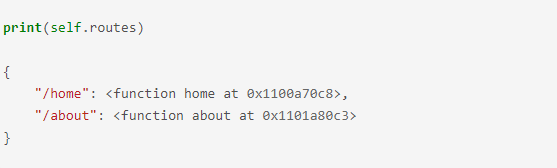 print(self.routes)
{
"/home": <function home at 0x1100a70c8>,
"/about": <function about at 0x1101a80c3>
}